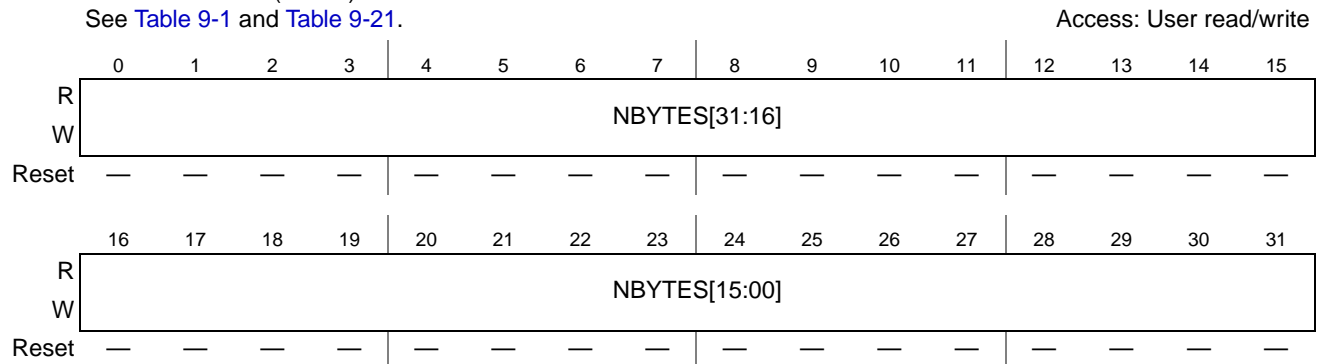 See Table 9-1 and Table 9-21. Access: User read/write
0 1 2 3 4 5 6 7 8 9 10 11 12 13 14 15
R
NBYTES[31:16]
W
Reset — — — — — — — — — — — — — — — —
16 17 18 19 20 21 22 23 24 25 26 27 28 29 30 31
R
NBYTES[15:00]
W
Reset — — — — — — — — — — — — — — — —